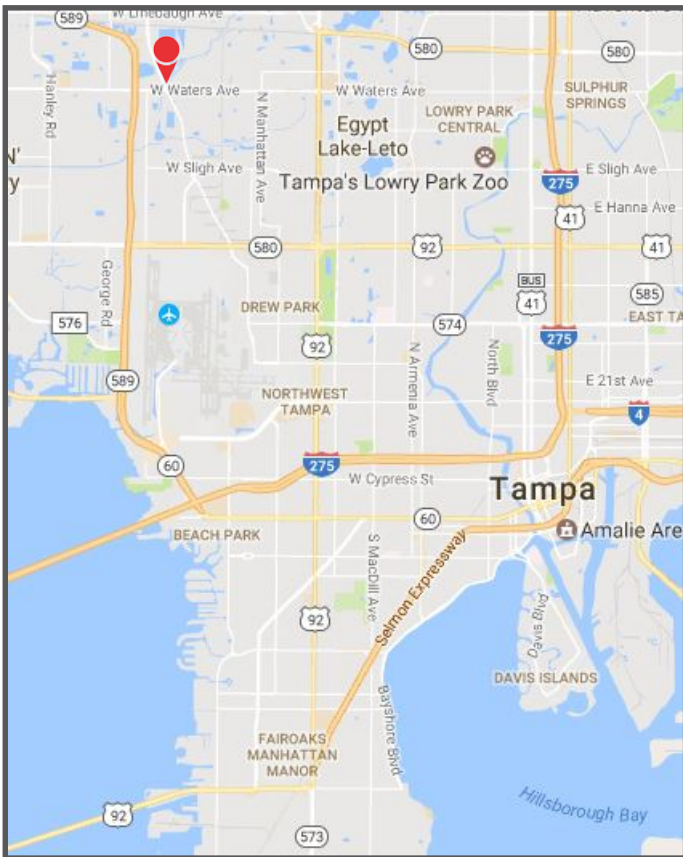 W Linebaugh Ave
589
580
580
Hanley Rd
W Waters Ave
W Waters Ave
SULPHUR
SPRINGS
N Manhattan Ave
LOWRY PARK
CENTRAL
Egypt
Lake-Leto
N'
y
W Sligh Ave
E Sligh Ave
Tampa's Lowry Park Zoo
275
E Hanna Ave
41
580
92
41
George Rd
BUS
41
585
DREW PARK
EAST TA
576
574
92
275
N Armenia Ave
North Blvd
589
E 21st Ave
NORTHWEST
TAMPA
4
60
275
W Cypress St
Tampa
60
BEACH PARK
Amalie Are
S MacDill Ave
Selmon Expressway
92
Davis Blvd
DAVIS ISLANDS
Bayshore Blvd
FAIROAKS
MANHATTAN
MANOR
92
Hillsborough Bay
573